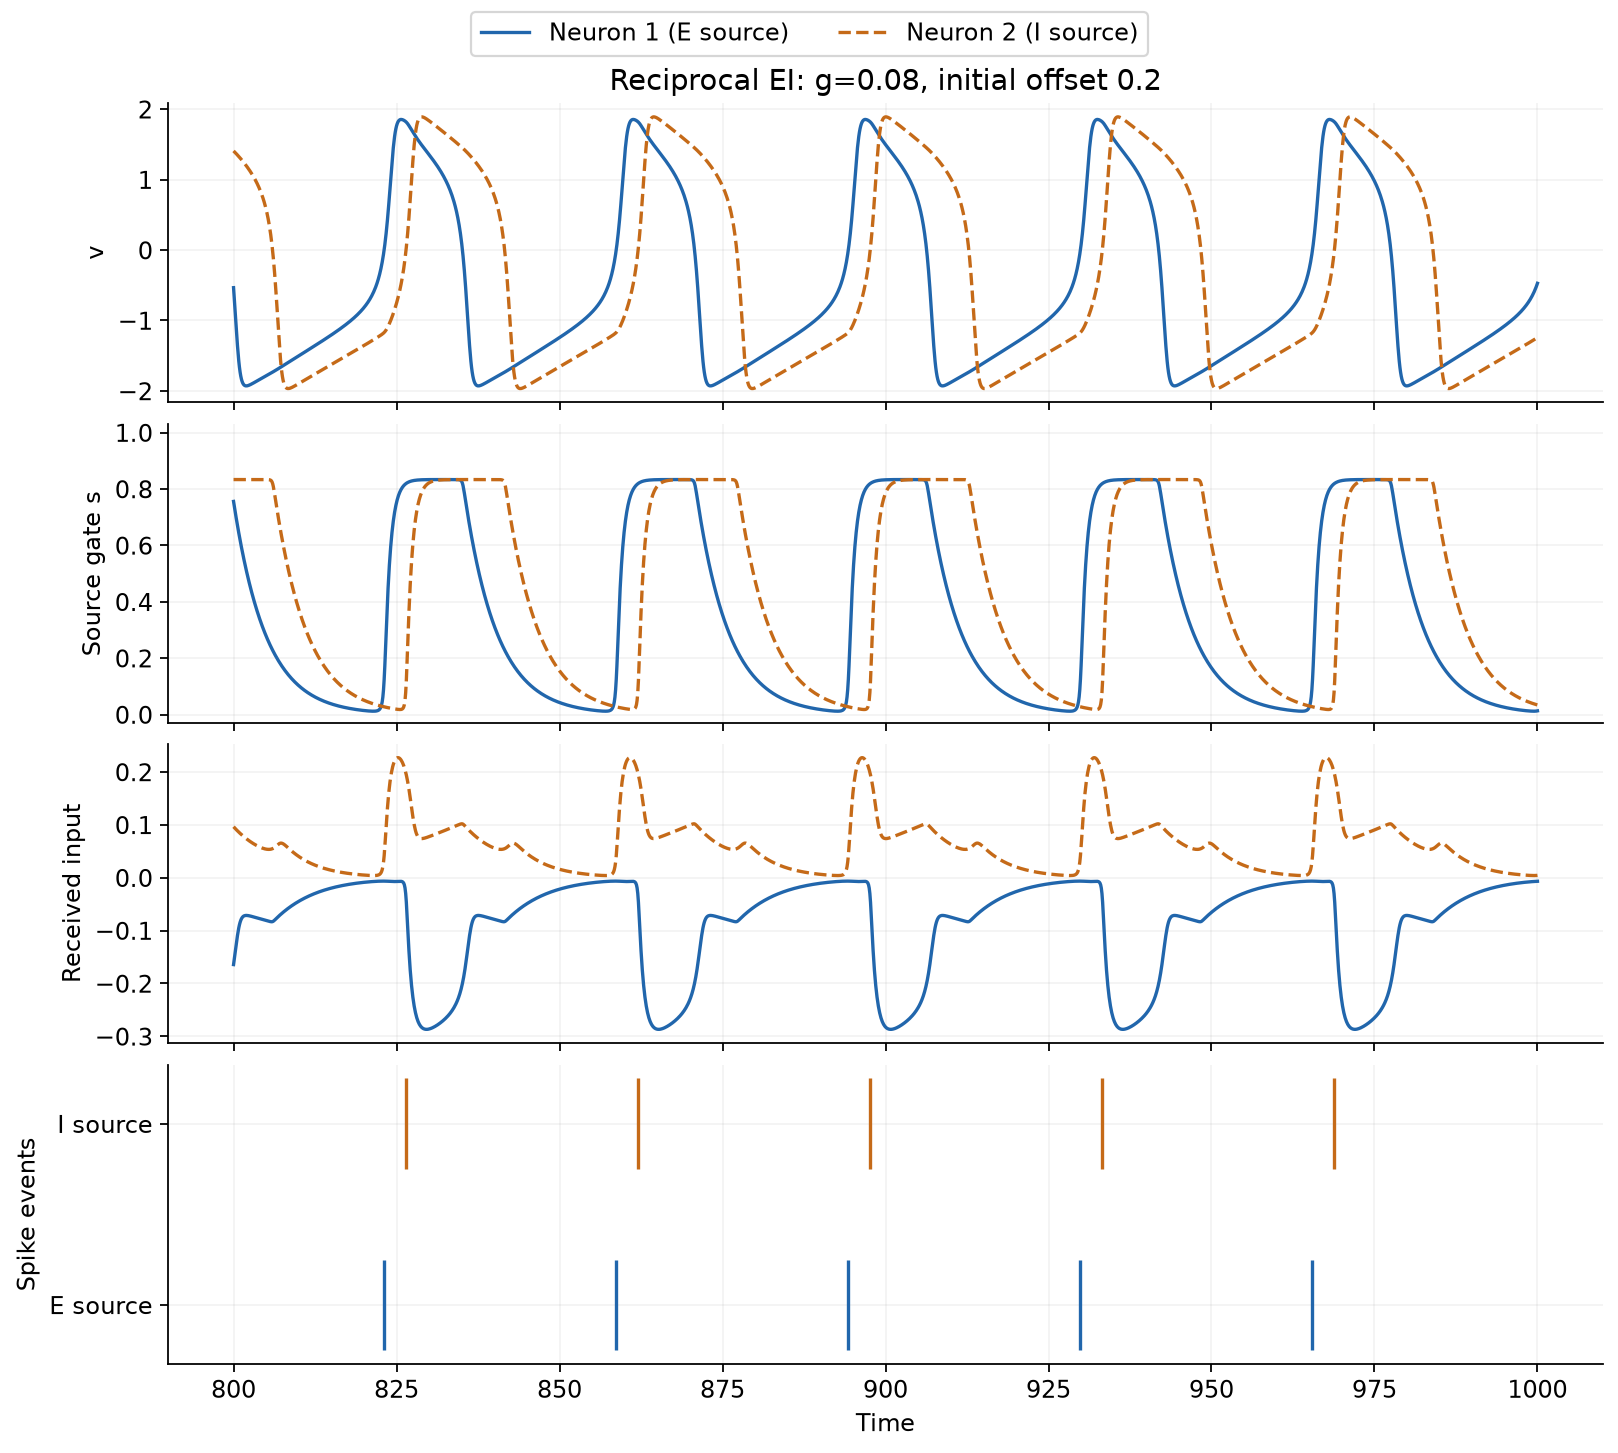 Neuron 1 (E source)
Neuron 2 (I source)
Reciprocal EI: g=0.08, initial offset 0.2
v
2
1
0
−1
−2
Source gate s
1.0
0.8
0.6
0.4
0.2
0.0
Received input
0.2
0.1
0.0
−0.1
−0.2
−0.3
Spike events
I source
E source
800 825 850 875 900 925 950 975 1000
Time